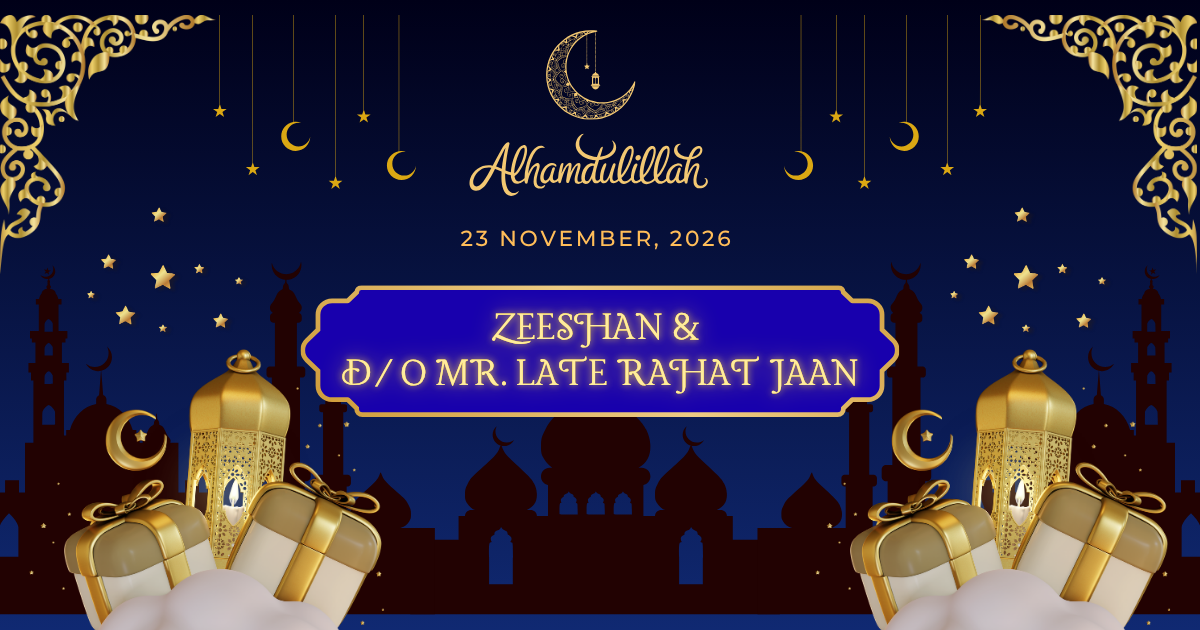 Alhamdulillah
23 NOVEMBER, 2026
ZEESHAN &
D/O MR. LATE RAHAT JAAN